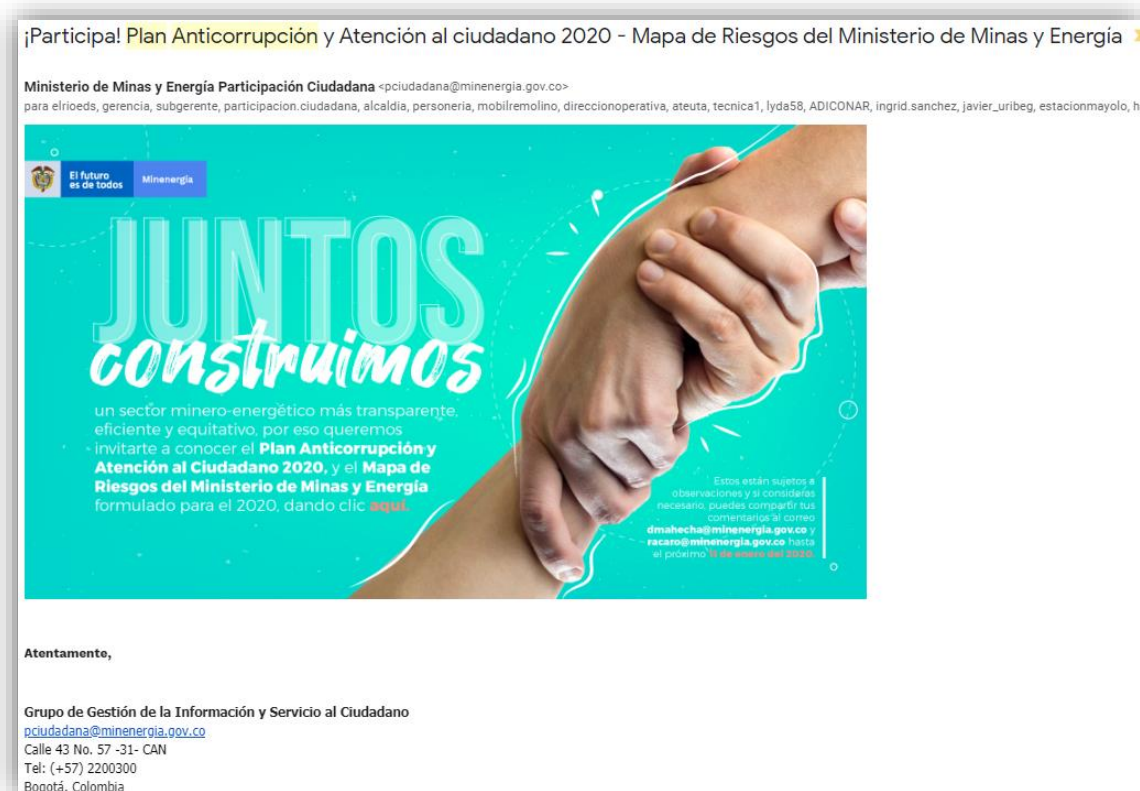 ¡Participa! Plan Anticorrupción y Atención al ciudadano 2020 - Mapa de Riesgos del Ministerio de Minas y Energía
Ministerio de Minas y Energía Participación Ciudadana <pciudadana@minenergia.gov.co>
para elrioeds, gerencia, subgerente, participacion.ciudadana, alcaldia, personeria, mobilremolino, direccionoperativa, ateuta, tecnica1, lyda58, ADICONAR, ingrid.sanchez, javier_uribeg, estacionmayolo, h
El futuro
es de todos
Minenergía
JUNTOS
construimos
un sector minero-energético más transparente,
eficiente y equitativo, por eso queremos
invitarte a conocer el Plan Anticorrupción y
Atención al Ciudadano 2020, y el Mapa de
Riesgos del Ministerio de Minas y Energía
formulado para el 2020, dando clic aquí.
Estos están sujetos a
observaciones y si consideras
necesario, puedes compartir tus
comentarios al correo
dmahecha@minenergia.gov.co y
racaro@minenergia.gov.co hasta
el próximo 11 de enero del 2020.
Atentamente,
Grupo de Gestión de la Información y Servicio al Ciudadano
pciudadana@minenergia.gov.co
Calle 43 No. 57 -31- CAN
Tel: (+57) 2200300
Bogotá, Colombia